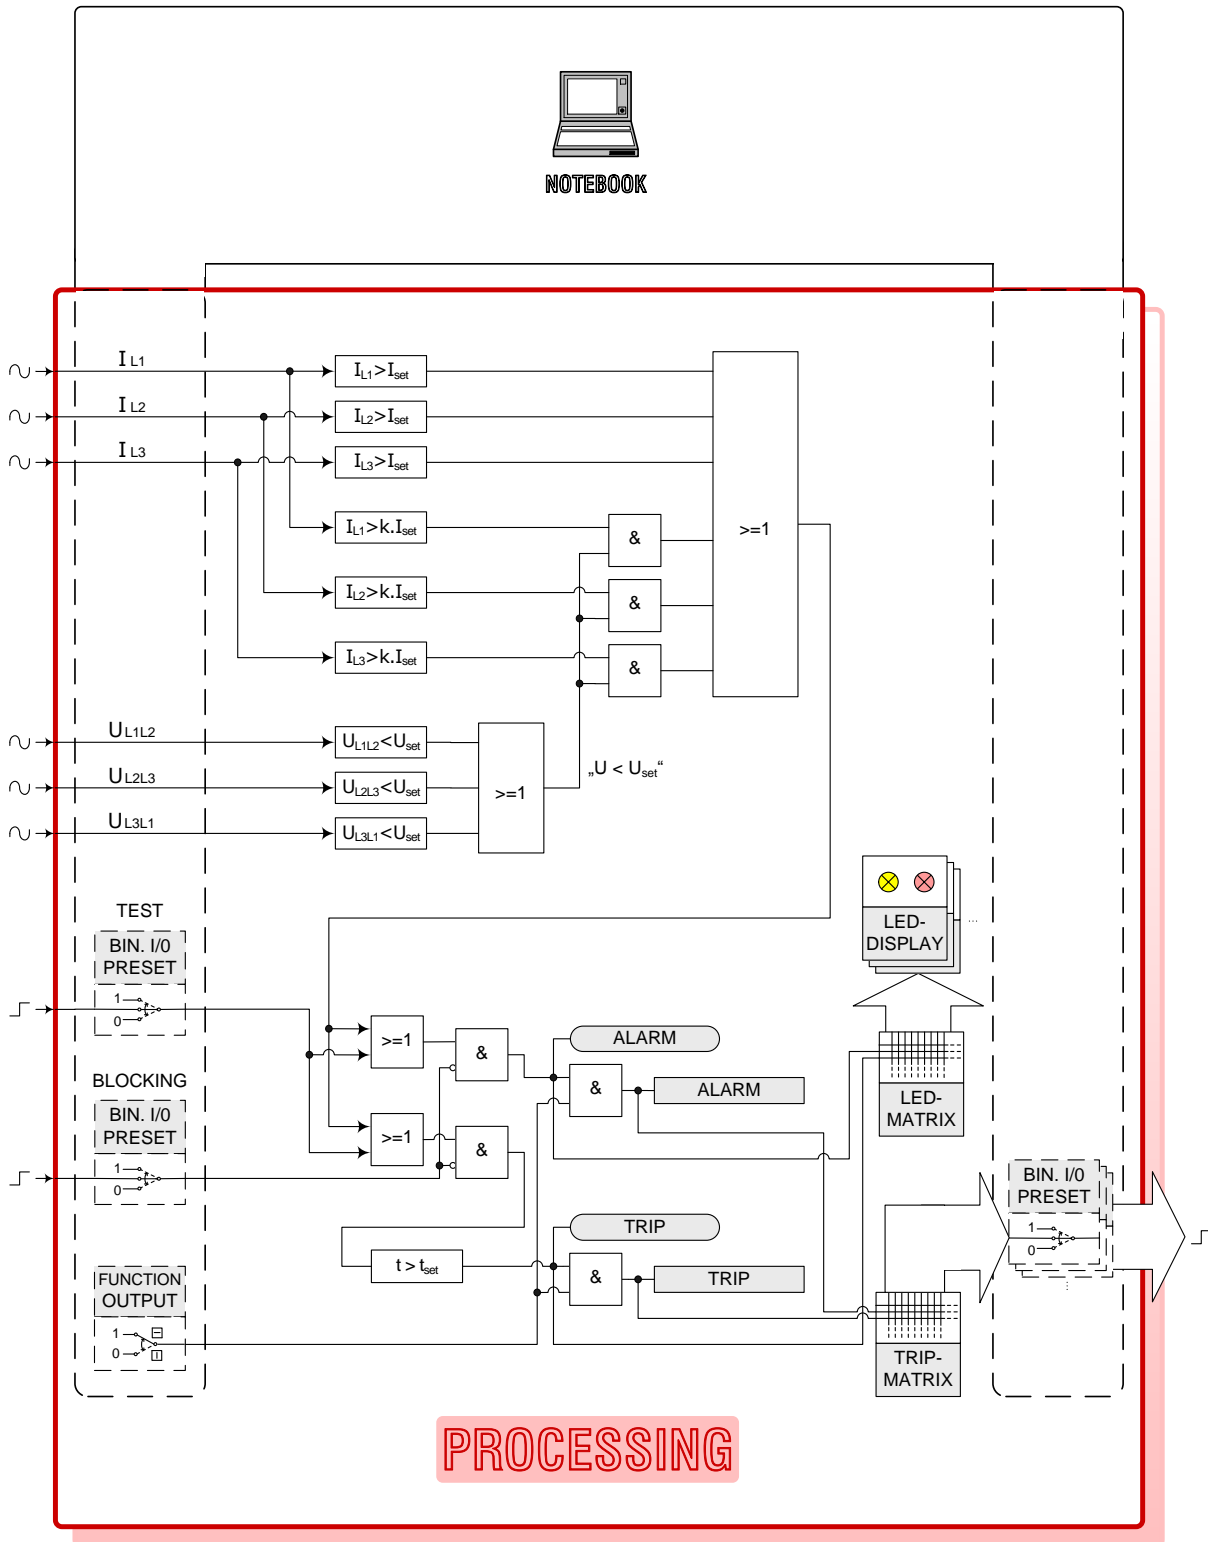 NOTEBOOK
I L1
IL1>Iset
I L2
IL2>Iset
I L3
IL3>Iset
IL1>k.Iset
&
>=1
IL2>k.Iset
&
IL3>k.Iset
&
UL1L2
UL1L2<Uset
UL2L3
UL2L3<Uset
>=1
„U < Uset“
UL3L1
UL3L1<Uset
TEST
BIN. I/0
PRESET
1
0
LED-
DISPLAY
...
>=1
&
ALARM
&
ALARM
LED-
MATRIX
BLOCKING
BIN. I/0
PRESET
1
0
>=1
&
BIN. I/0
PRESET
1
0
...
TRIP
t > tset
&
TRIP
FUNCTION
OUTPUT
1
0
TRIP-
MATRIX
PROCESSING